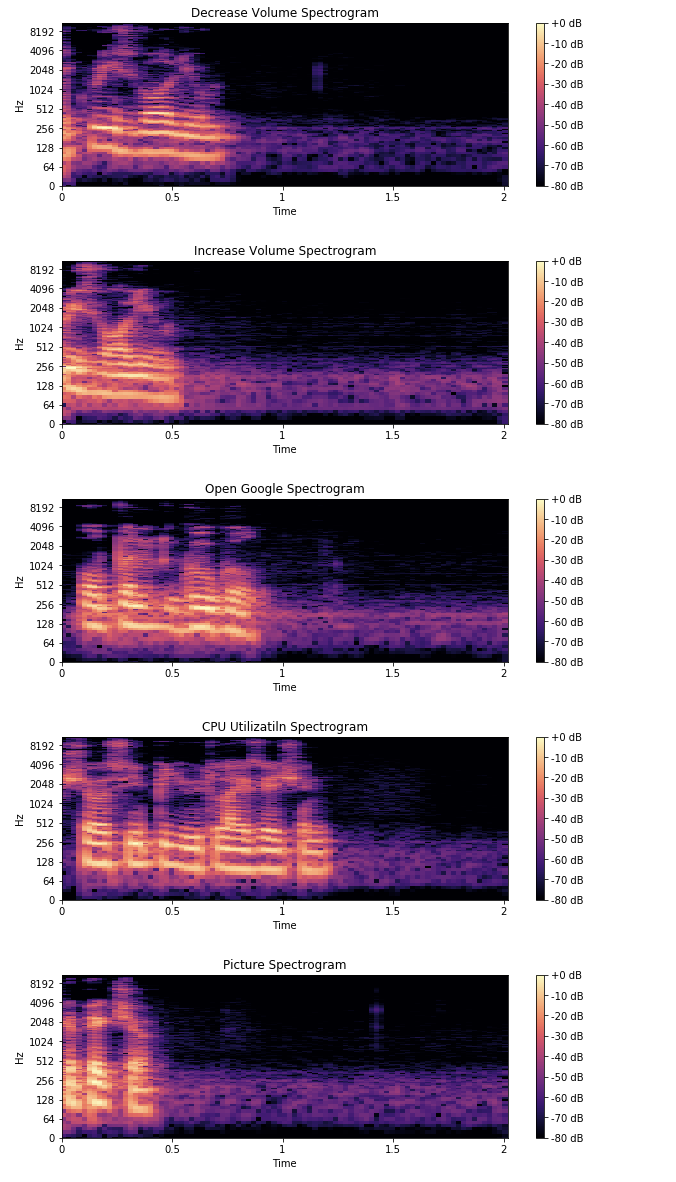 Decrease Volume Spectrogram
8192
4096
2048
1024
512
256
128
64
0
Hz
0
0.5
1
1.5
2
Time
+0 dB
-10 dB
-20 dB
-30 dB
-40 dB
-50 dB
-60 dB
-70 dB
-80 dB
Increase Volume Spectrogram
8192
4096
2048
1024
512
256
128
64
0
Hz
0
0.5
1
1.5
2
Time
+0 dB
-10 dB
-20 dB
-30 dB
-40 dB
-50 dB
-60 dB
-70 dB
-80 dB
Open Google Spectrogram
8192
4096
2048
1024
512
256
128
64
0
Hz
0
0.5
1
1.5
2
Time
+0 dB
-10 dB
-20 dB
-30 dB
-40 dB
-50 dB
-60 dB
-70 dB
-80 dB
CPU Utilizatiln Spectrogram
8192
4096
2048
1024
512
256
128
64
0
Hz
0
0.5
1
1.5
2
Time
+0 dB
-10 dB
-20 dB
-30 dB
-40 dB
-50 dB
-60 dB
-70 dB
-80 dB
Picture Spectrogram
8192
4096
2048
1024
512
256
128
64
0
Hz
0
0.5
1
1.5
2
Time
+0 dB
-10 dB
-20 dB
-30 dB
-40 dB
-50 dB
-60 dB
-70 dB
-80 dB